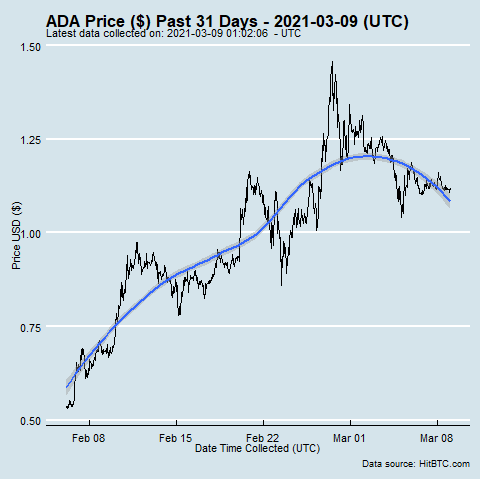 ADA Price ($) Past 31 Days - 2021-03-09 (UTC)
Latest data collected on: 2021-03-09 01:02:06 - UTC
1.50
1.25
1.00
0.75
0.50
Price USD ($)
Feb 08 Feb 15 Feb 22 Mar 01 Mar 08
Date Time Collected (UTC)
Data source: HitBTC.com